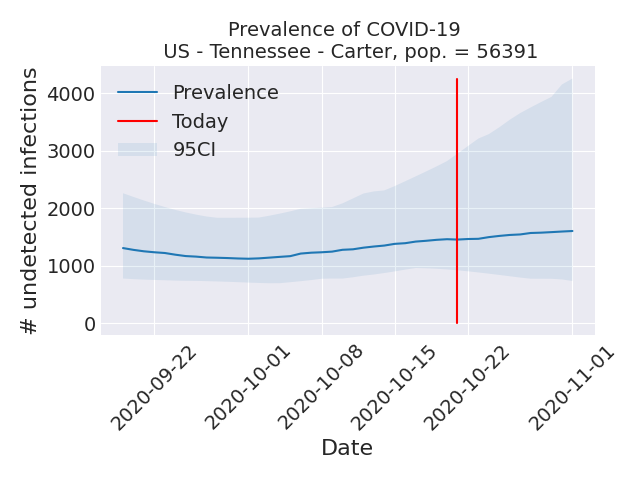 Prevalence of COVID-19
US - Tennessee - Carter, pop. = 56391
# undetected infections
4000
3000
2000
1000
0
Prevalence
Today
95CI
2020-09-22
2020-10-01
2020-10-08
2020-10-15
2020-10-22
2020-11-01
Date